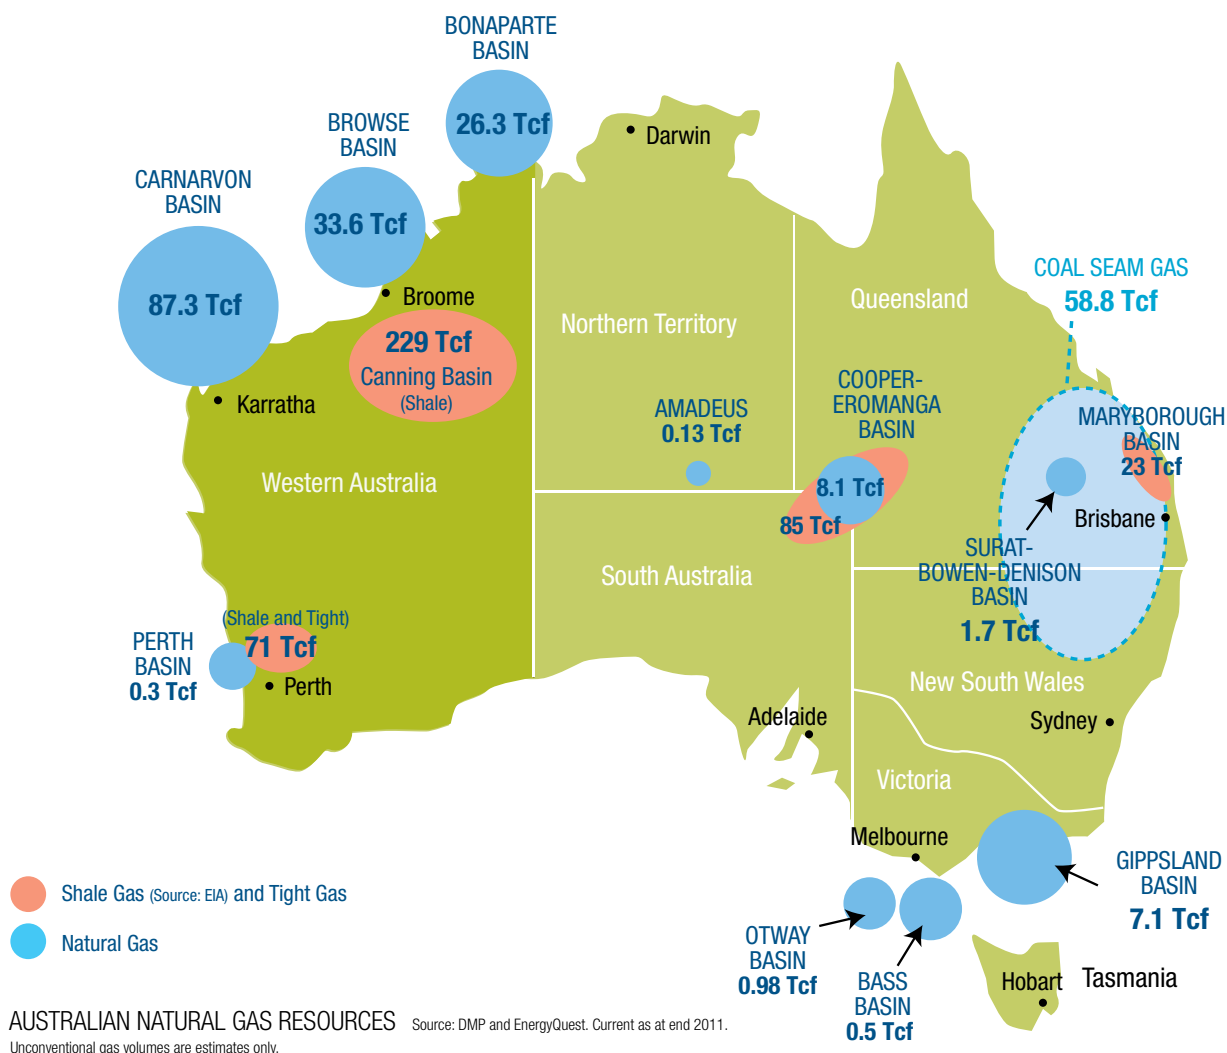 BONAPARTE
BASIN
26.3 Tcf
BROWSE
BASIN
33.6 Tcf
CARNARVON
BASIN
87.3 Tcf
Darwin
Broome
229 Tcf
Canning Basin
(Shale)
Karratha
Western Australia
Northern Territory
Queensland
COAL SEAM GAS
58.8 Tcf
AMADEUS
0.13 Tcf
COOPER-
EROMANGA
BASIN
8.1 Tcf
85 Tcf
MARYBOROUGH
BASIN
23 Tcf
Brisbane
SURAT-
BOWEN-DENISON
BASIN
1.7 Tcf
South Australia
(Shale and Tight)
71 Tcf
PERTH
BASIN
0.3 Tcf
Perth
New South Wales
Sydney
Adelaide
Victoria
Melbourne
GIPPSLAND
BASIN
7.1 Tcf
OTWAY
BASIN
0.98 Tcf
BASS
BASIN
0.5 Tcf
Hobart
Tasmania
Shale Gas (Source: EIA) and Tight Gas
Natural Gas
AUSTRALIAN NATURAL GAS RESOURCES Source: DMP and EnergyQuest. Current as at end 2011.
Unconventional gas volumes are estimates only.